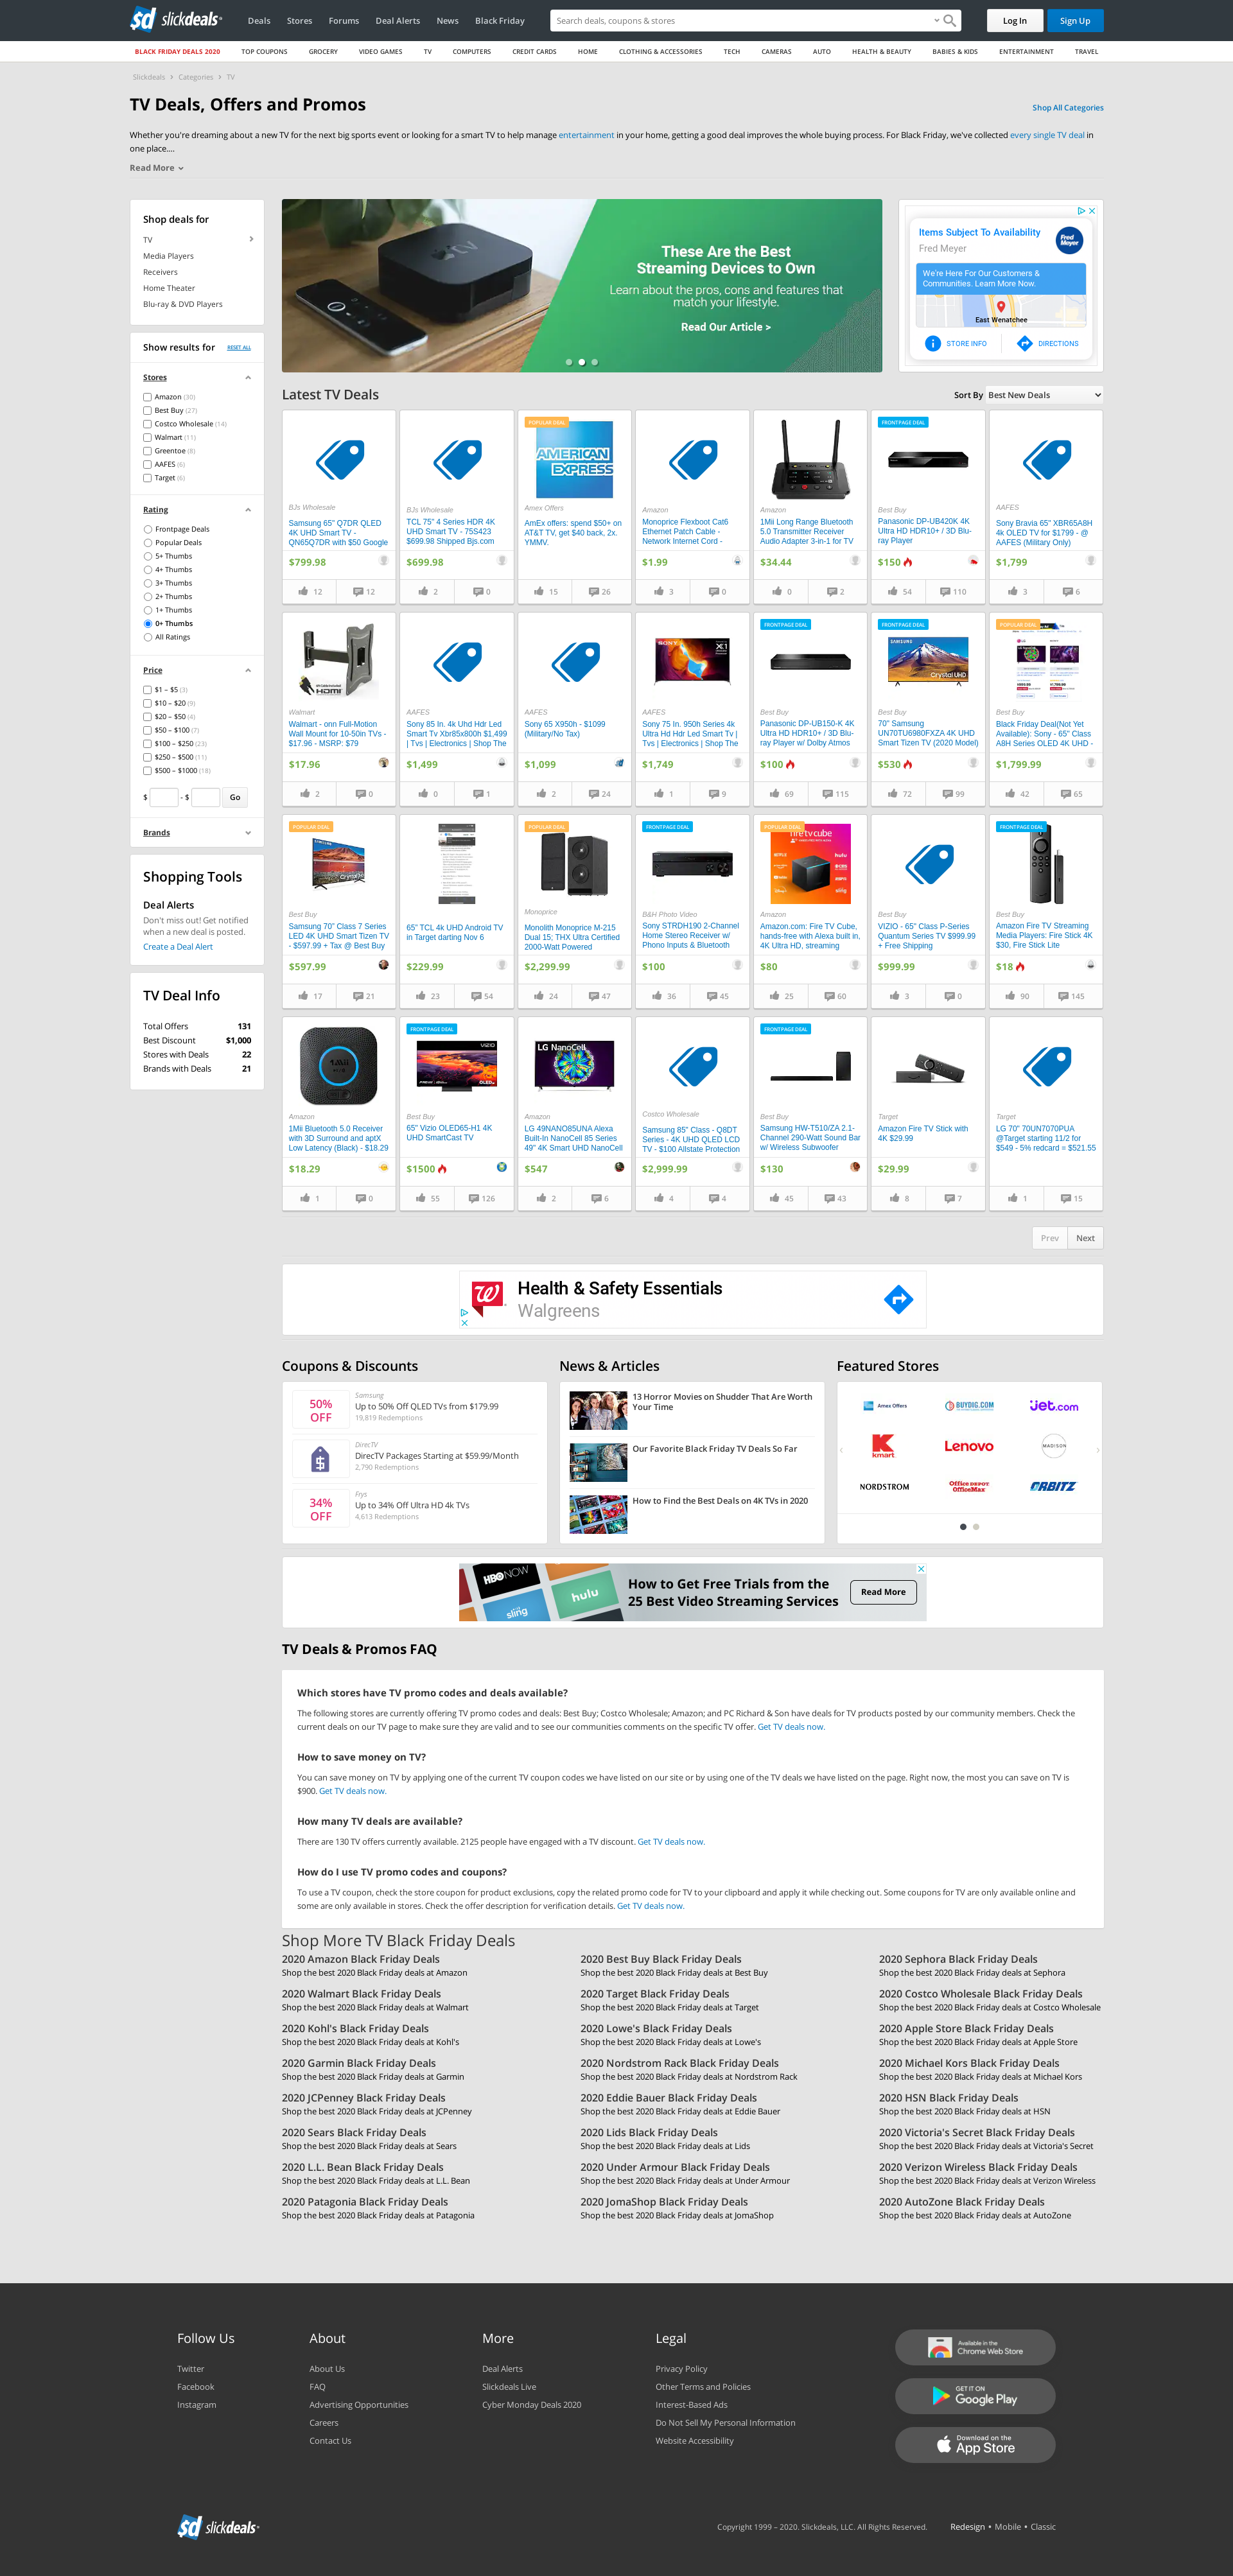 slickdeals
Deals
Stores
Forums
Deal Alerts
News
Black Friday
Search deals, coupons & stores
Log In
Sign Up
BLACK FRIDAY DEALS 2020
TOP COUPONS
GROCERY
VIDEO GAMES
TV
COMPUTERS
CREDIT CARDS
HOME
CLOTHING & ACCESSORIES
TECH
CAMERAS
AUTO
HEALTH & BEAUTY
BABIES & KIDS
ENTERTAINMENT
TRAVEL
Slickdeals > Categories > TV
TV Deals, Offers and Promos
Shop All Categories
Whether you're dreaming about a new TV for the next big sports event or looking for a smart TV to help manage entertainment in your home, getting a good deal improves the whole buying process. For Black Friday, we've collected every single TV deal in
one place....
Read More
Shop deals for
TV
Media Players
Receivers
Home Theater
Blu-ray & DVD Players
Show results for
RESET ALL
Stores
Amazon (30)
Best Buy (27)
Costco Wholesale (14)
Walmart (11)
Greentoe (8)
AAFES (6)
Target (6)
Rating
Frontpage Deals
Popular Deals
5+ Thumbs
4+ Thumbs
3+ Thumbs
2+ Thumbs
1+ Thumbs
0+ Thumbs
All Ratings
Price
$1 – $5 (3)
$10 – $20 (9)
$20 – $50 (4)
$50 – $100 (7)
$100 – $250 (23)
$250 – $500 (11)
$500 – $1000 (18)
$ - $ Go
Brands
Shopping Tools
Deal Alerts
Don't miss out! Get notified
when a new deal is posted.
Create a Deal Alert
TV Deal Info
Total Offers 131
Best Discount $1,000
Stores with Deals 22
Brands with Deals 21
These Are the Best
Streaming Devices to Own
Learn about the pros, cons and features that
match your lifestyle.
Read Our Article >
Items Subject To Availability
Fred Meyer
Fred Meyer
We're Here For Our Customers &
Communities. Learn More Now.
East Wenatchee
STORE INFO
DIRECTIONS
Latest TV Deals
Sort By Best New Deals
BJs Wholesale
Samsung 65" Q7DR QLED
4K UHD Smart TV -
QN65Q7DR with $50 Google
$799.98
12 12
BJs Wholesale
TCL 75" 4 Series HDR 4K
UHD Smart TV - 75S423
$699.98 Shipped Bjs.com
$699.98
2 0
POPULAR DEAL
AMERICAN
EXPRESS
Amex Offers
AmEx offers: spend $50+ on
AT&T TV, get $40 back, 2x.
YMMV.
15 26
Amazon
Monoprice Flexboot Cat6
Ethernet Patch Cable -
Network Internet Cord -
$1.99
3 0
Amazon
1Mii Long Range Bluetooth
5.0 Transmitter Receiver
Audio Adapter 3-in-1 for TV
$34.44
0 2
FRONTPAGE DEAL
Best Buy
Panasonic DP-UB420K 4K
Ultra HD HDR10+ / 3D Blu-
ray Player
$150
54 110
AAFES
Sony Bravia 65" XBR65A8H
4k OLED TV for $1799 - @
AAFES (Military Only)
$1,799
3 6
HDMI
Walmart
Walmart - onn Full-Motion
Wall Mount for 10-50in TVs -
$17.96 - MSRP: $79
$17.96
2 0
AAFES
Sony 85 In. 4k Uhd Hdr Led
Smart Tv Xbr85x800h $1,499
| Tvs | Electronics | Shop The
$1,499
0 1
AAFES
Sony 65 X950h - $1099
(Military/No Tax)
$1,099
2 24
SONY
X1
AAFES
Sony 75 In. 950h Series 4k
Ultra Hd Hdr Led Smart Tv |
Tvs | Electronics | Shop The
$1,749
1 9
FRONTPAGE DEAL
Best Buy
Panasonic DP-UB150-K 4K
Ultra HD HDR10+ / 3D Blu-
ray Player w/ Dolby Atmos
$100
69 115
FRONTPAGE DEAL
SAMSUNG
Crystal UHD
Best Buy
70" Samsung
UN70TU6980FXZA 4K UHD
Smart Tizen TV (2020 Model)
$530
72 99
POPULAR DEAL
Best Buy
Black Friday Deal(Not Yet
Available): Sony - 65" Class
A8H Series OLED 4K UHD -
$1,799.99
42 65
POPULAR DEAL
Best Buy
Samsung 70" Class 7 Series
LED 4K UHD Smart Tizen TV
- $597.99 + Tax @ Best Buy
$597.99
17 21
65" TCL 4k UHD Android TV
in Target darting Nov 6
$229.99
23 54
POPULAR DEAL
Monoprice
Monolith Monoprice M-215
Dual 15; THX Ultra Certified
2000-Watt Powered
$2,299.99
24 47
FRONTPAGE DEAL
B&H Photo Video
Sony STRDH190 2-Channel
Home Stereo Receiver w/
Phono Inputs & Bluetooth
$100
36 45
POPULAR DEAL
fire tv cube
hulu
Amazon
Amazon.com: Fire TV Cube,
hands-free with Alexa built in,
4K Ultra HD, streaming
$80
25 60
Best Buy
VIZIO - 65" Class P-Series
Quantum Series TV $999.99
+ Free Shipping
$999.99
3 0
FRONTPAGE DEAL
Best Buy
Amazon Fire TV Streaming
Media Players: Fire Stick 4K
$30, Fire Stick Lite
$18
90 145
1Mii
Amazon
1Mii Bluetooth 5.0 Receiver
with 3D Surround and aptX
Low Latency (Black) - $18.29
$18.29
1 0
FRONTPAGE DEAL
VIZIO
OLED
Best Buy
65" Vizio OLED65-H1 4K
UHD SmartCast TV
$1500
55 126
LG NanoCell
Amazon
LG 49NANO85UNA Alexa
Built-In NanoCell 85 Series
49" 4K Smart UHD NanoCell
$547
2 6
Costco Wholesale
Samsung 85" Class - Q8DT
Series - 4K UHD QLED LCD
TV - $100 Allstate Protection
$2,999.99
4 4
FRONTPAGE DEAL
Best Buy
Samsung HW-T510/ZA 2.1-
Channel 290-Watt Sound Bar
w/ Wireless Subwoofer
$130
45 43
Target
Amazon Fire TV Stick with
4K $29.99
$29.99
8 7
Target
LG 70" 70UN7070PUA
@Target starting 11/2 for
$549 - 5% redcard = $521.55
1 15
Prev Next
Health & Safety Essentials
Walgreens
Coupons & Discounts
50%
OFF
Samsung
Up to 50% Off QLED TVs from $179.99
19,819 Redemptions
DirecTV
DirecTV Packages Starting at $59.99/Month
2,790 Redemptions
34%
OFF
Frys
Up to 34% Off Ultra HD 4k TVs
4,613 Redemptions
News & Articles
13 Horror Movies on Shudder That Are Worth
Your Time
Our Favorite Black Friday TV Deals So Far
How to Find the Best Deals on 4K TVs in 2020
Featured Stores
Amex Offers
BUYDIG.COM
jet.com
kmart
Lenovo
MADISON
NORDSTROM
Office DEPOT
OfficeMax
ORBITZ
HBO NOW
sling
hulu
How to Get Free Trials from the
25 Best Video Streaming Services
Read More
TV Deals & Promos FAQ
Which stores have TV promo codes and deals available?
The following stores are currently offering TV promo codes and deals: Best Buy; Costco Wholesale; Amazon; and PC Richard & Son have deals for TV products posted by our community members. Check the
current deals on our TV page to make sure they are valid and to see our communities comments on the specific TV offer. Get TV deals now.
How to save money on TV?
You can save money on TV by applying one of the current TV coupon codes we have listed on our site or by using one of the TV deals we have listed on the page. Right now, the most you can save on TV is
$900. Get TV deals now.
How many TV deals are available?
There are 130 TV offers currently available. 2125 people have engaged with a TV discount. Get TV deals now.
How do I use TV promo codes and coupons?
To use a TV coupon, check the store coupon for product exclusions, copy the related promo code for TV to your clipboard and apply it while checking out. Some coupons for TV are only available online and
some are only available in stores. Check the offer description for verification details. Get TV deals now.
Shop More TV Black Friday Deals
2020 Amazon Black Friday Deals
Shop the best 2020 Black Friday deals at Amazon
2020 Best Buy Black Friday Deals
Shop the best 2020 Black Friday deals at Best Buy
2020 Sephora Black Friday Deals
Shop the best 2020 Black Friday deals at Sephora
2020 Walmart Black Friday Deals
Shop the best 2020 Black Friday deals at Walmart
2020 Target Black Friday Deals
Shop the best 2020 Black Friday deals at Target
2020 Costco Wholesale Black Friday Deals
Shop the best 2020 Black Friday deals at Costco Wholesale
2020 Kohl's Black Friday Deals
Shop the best 2020 Black Friday deals at Kohl's
2020 Lowe's Black Friday Deals
Shop the best 2020 Black Friday deals at Lowe's
2020 Apple Store Black Friday Deals
Shop the best 2020 Black Friday deals at Apple Store
2020 Garmin Black Friday Deals
Shop the best 2020 Black Friday deals at Garmin
2020 Nordstrom Rack Black Friday Deals
Shop the best 2020 Black Friday deals at Nordstrom Rack
2020 Michael Kors Black Friday Deals
Shop the best 2020 Black Friday deals at Michael Kors
2020 JCPenney Black Friday Deals
Shop the best 2020 Black Friday deals at JCPenney
2020 Eddie Bauer Black Friday Deals
Shop the best 2020 Black Friday deals at Eddie Bauer
2020 HSN Black Friday Deals
Shop the best 2020 Black Friday deals at HSN
2020 Sears Black Friday Deals
Shop the best 2020 Black Friday deals at Sears
2020 Lids Black Friday Deals
Shop the best 2020 Black Friday deals at Lids
2020 Victoria's Secret Black Friday Deals
Shop the best 2020 Black Friday deals at Victoria's Secret
2020 L.L. Bean Black Friday Deals
Shop the best 2020 Black Friday deals at L.L. Bean
2020 Under Armour Black Friday Deals
Shop the best 2020 Black Friday deals at Under Armour
2020 Verizon Wireless Black Friday Deals
Shop the best 2020 Black Friday deals at Verizon Wireless
2020 Patagonia Black Friday Deals
Shop the best 2020 Black Friday deals at Patagonia
2020 JomaShop Black Friday Deals
Shop the best 2020 Black Friday deals at JomaShop
2020 AutoZone Black Friday Deals
Shop the best 2020 Black Friday deals at AutoZone
Follow Us
Twitter
Facebook
Instagram
About
About Us
FAQ
Advertising Opportunities
Careers
Contact Us
More
Deal Alerts
Slickdeals Live
Cyber Monday Deals 2020
Legal
Privacy Policy
Other Terms and Policies
Interest-Based Ads
Do Not Sell My Personal Information
Website Accessibility
Available in the
Chrome Web Store
GET IT ON
Google Play
Download on the
App Store
slickdeals
Copyright 1999 – 2020. Slickdeals, LLC. All Rights Reserved.
Redesign • Mobile • Classic